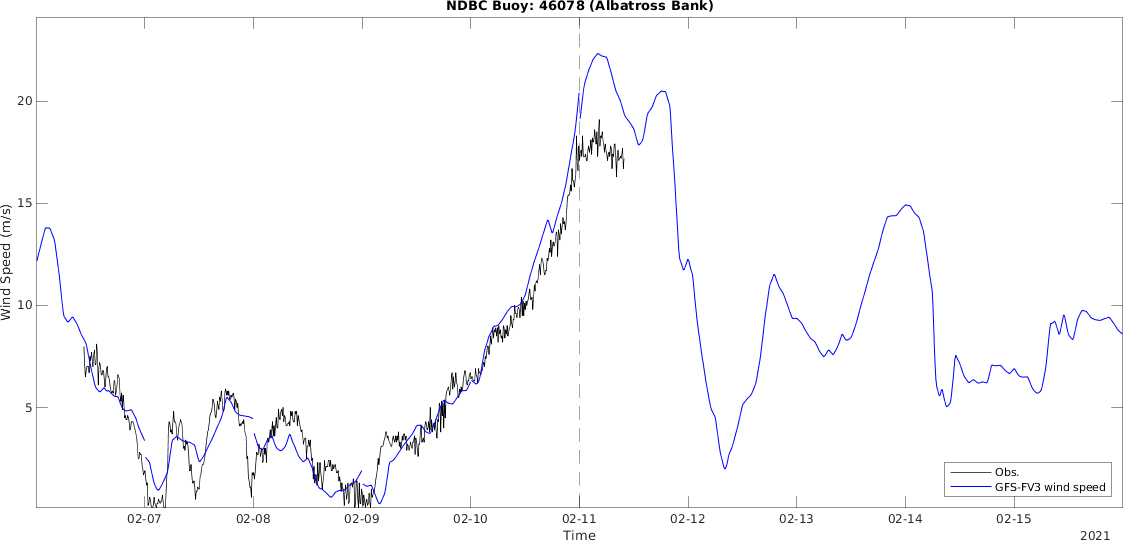 NDBC Buoy: 46078 (Albatross Bank)
20
15
10
5
Wind Speed (m/s)
02-07 02-08 02-09 02-10 02-11 02-12 02-13 02-14 02-15
Time
2021
Obs.
GFS-FV3 wind speed